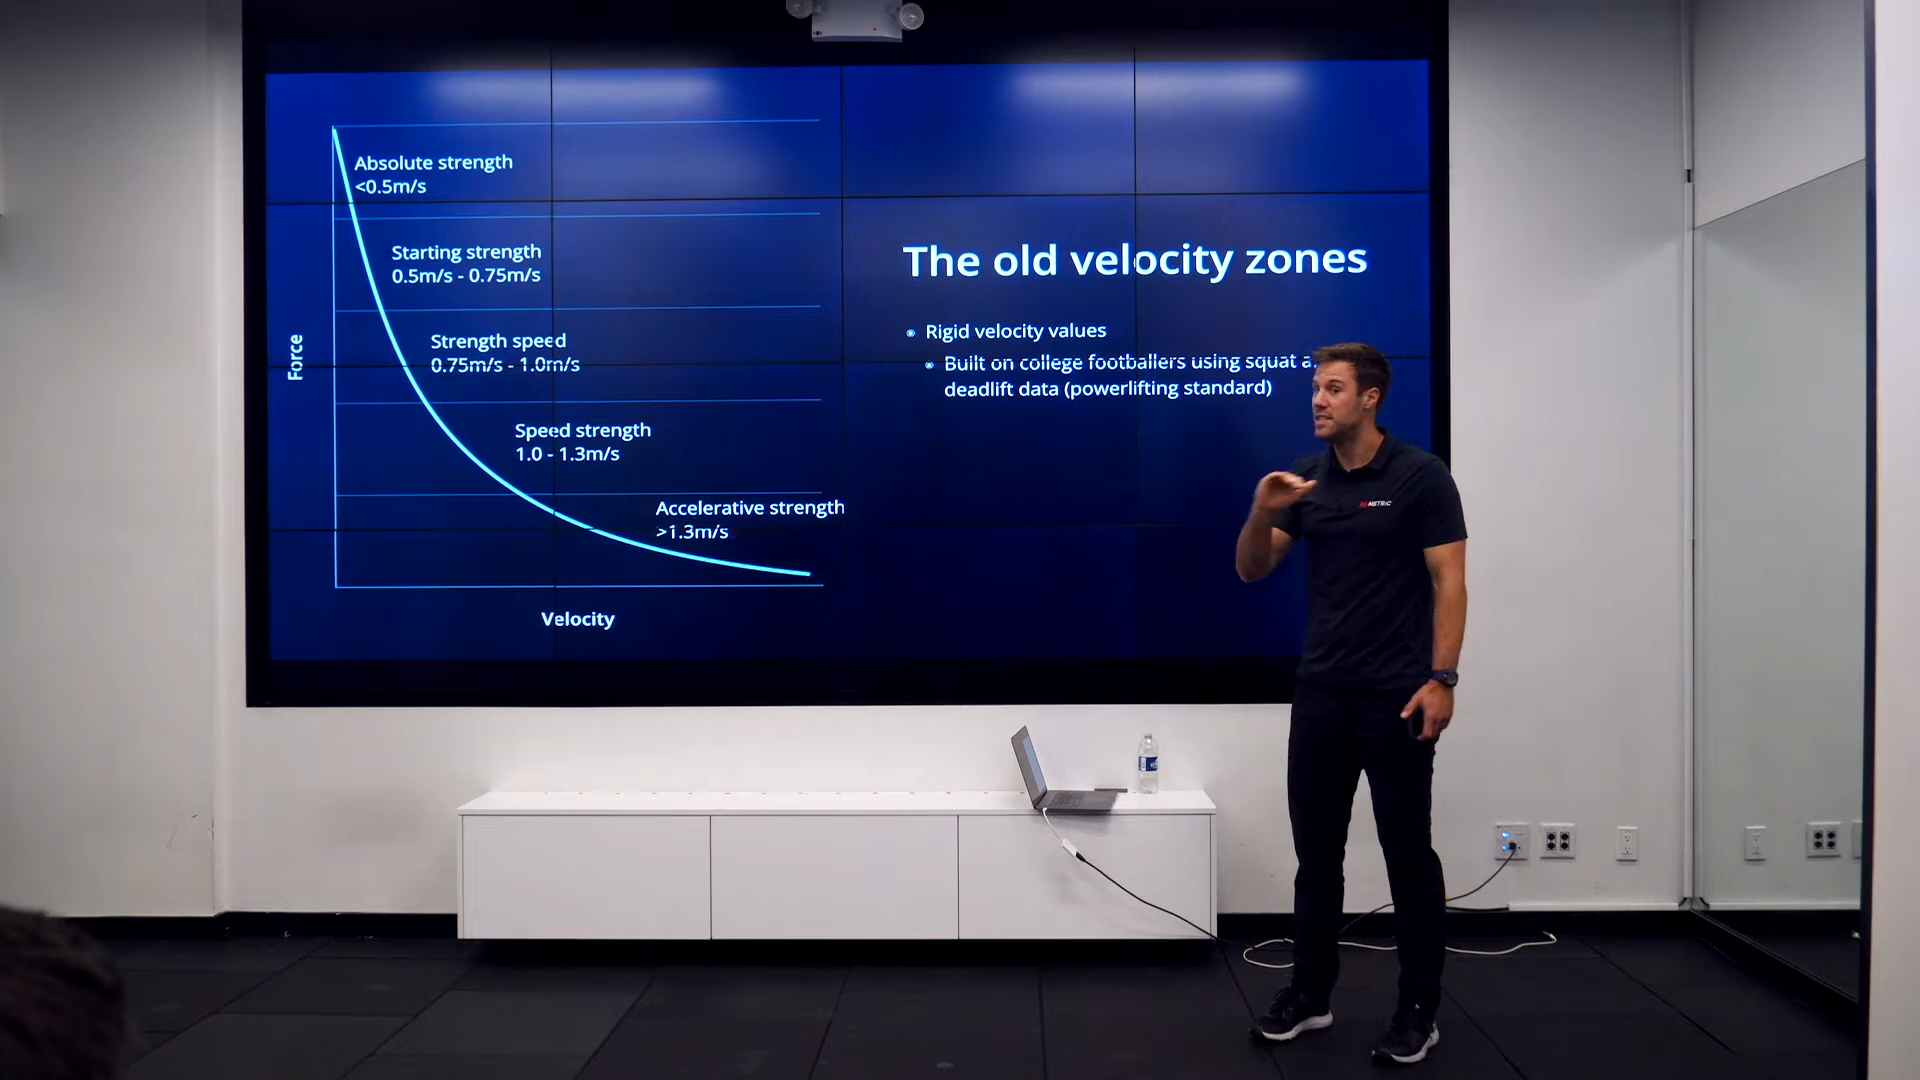 Absolute strength
<0.5m/s
Starting strength
0.5m/s - 0.75m/s
Strength speed
0.75m/s - 1.0m/s
Speed strength
1.0 - 1.3m/s
Accelerative strength
>1.3m/s
Force
Velocity
The old velocity zones
Rigid velocity values
Built on college footballers using squat
deadlift data (powerlifting standard)
METRIC